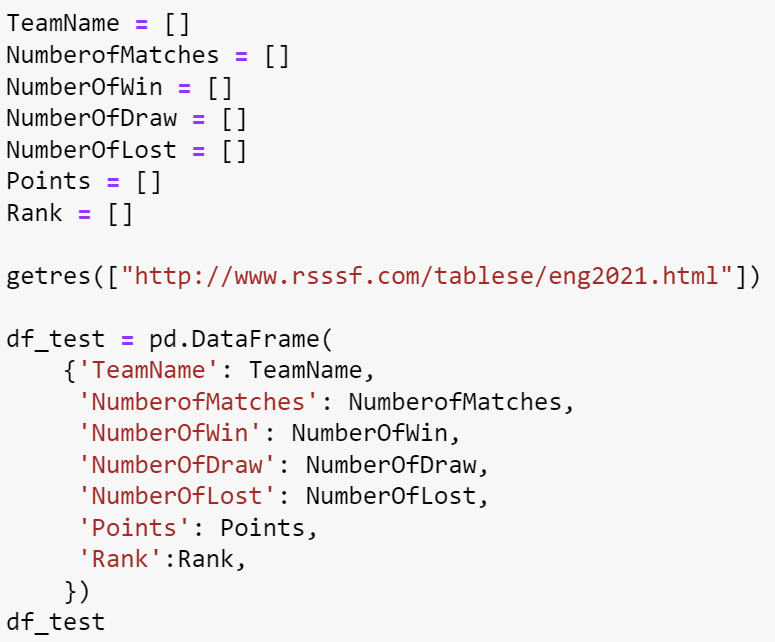 TeamName = []
NumberofMatches = []
NumberOfWin = []
NumberOfDraw = []
NumberOfLost = []
Points = []
Rank = []

getres(["http://www.rsssf.com/tablese/eng2021.html"])

df_test = pd.DataFrame(
    {'TeamName': TeamName,
     'NumberofMatches': NumberofMatches,
     'NumberOfWin': NumberOfWin,
     'NumberOfDraw': NumberOfDraw,
     'NumberOfLost': NumberOfLost,
     'Points': Points,
     'Rank':Rank,
    })
df_test